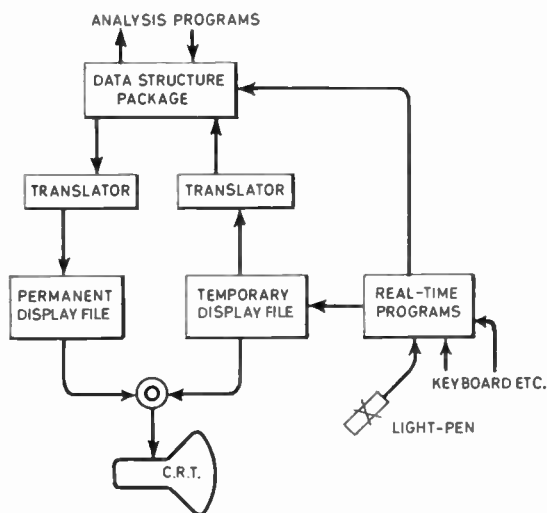 ANALYSIS PROGRAMS
DATA STRUCTURE
PACKAGE
TRANSLATOR
TRANSLATOR
PERMANENT
DISPLAY FILE
TEMPORARY
DISPLAY FILE
REAL-TIME
PROGRAMS
KEYBOARD ETC.
LIGHT-PEN
C.R.T.